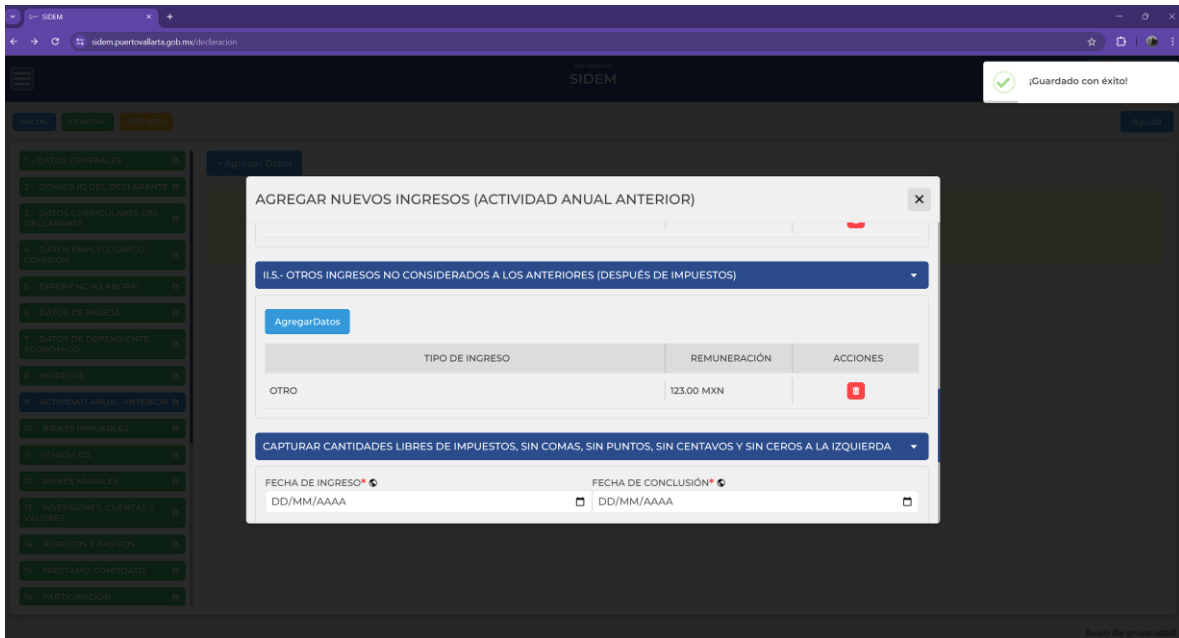 SIDEM
sidem.puertovallarta.gob.mx/declaracion
SIDEM
¡Guardado con éxito!
INICIAL GENERAL
Ayuda
1.- DATOS GENERALES
+ Agregar Datos
2.- DOMICILIO DEL DECLARANTE
3.- DATOS CURRICULARES DEL
DECLARANTE
4.- DATOS EMPLEO, CARGO,
COMISIÓN
5.- EXPERIENCIA LABORAL
6.- DATOS DE PAREJA
7.- DATOS DE DEPENDIENTE
ECONÓMICO
8.- INGRESOS
9.- ACTIVIDAD ANUAL ANTERIOR
10.- BIENES INMUEBLES
11.- VEHÍCULOS
12.- BIENES MUEBLES
13.- INVERSIONES, CUENTAS Y
VALORES
14.- ADEUDOS Y PASIVOS
15.- PRÉSTAMO COMODATO
16.- PARTICIPACIÓN
AGREGAR NUEVOS INGRESOS (ACTIVIDAD ANUAL ANTERIOR)
II.5.- OTROS INGRESOS NO CONSIDERADOS A LOS ANTERIORES (DESPUÉS DE IMPUESTOS)
AgregarDatos
TIPO DE INGRESO REMUNERACIÓN ACCIONES
OTRO 123.00 MXN
CAPTURAR CANTIDADES LIBRES DE IMPUESTOS, SIN COMAS, SIN PUNTOS, SIN CENTAVOS Y SIN CEROS A LA IZQUIERDA
FECHA DE INGRESO* FECHA DE CONCLUSIÓN*
DD/MM/AAAA DD/MM/AAAA
Aviso de privacidad